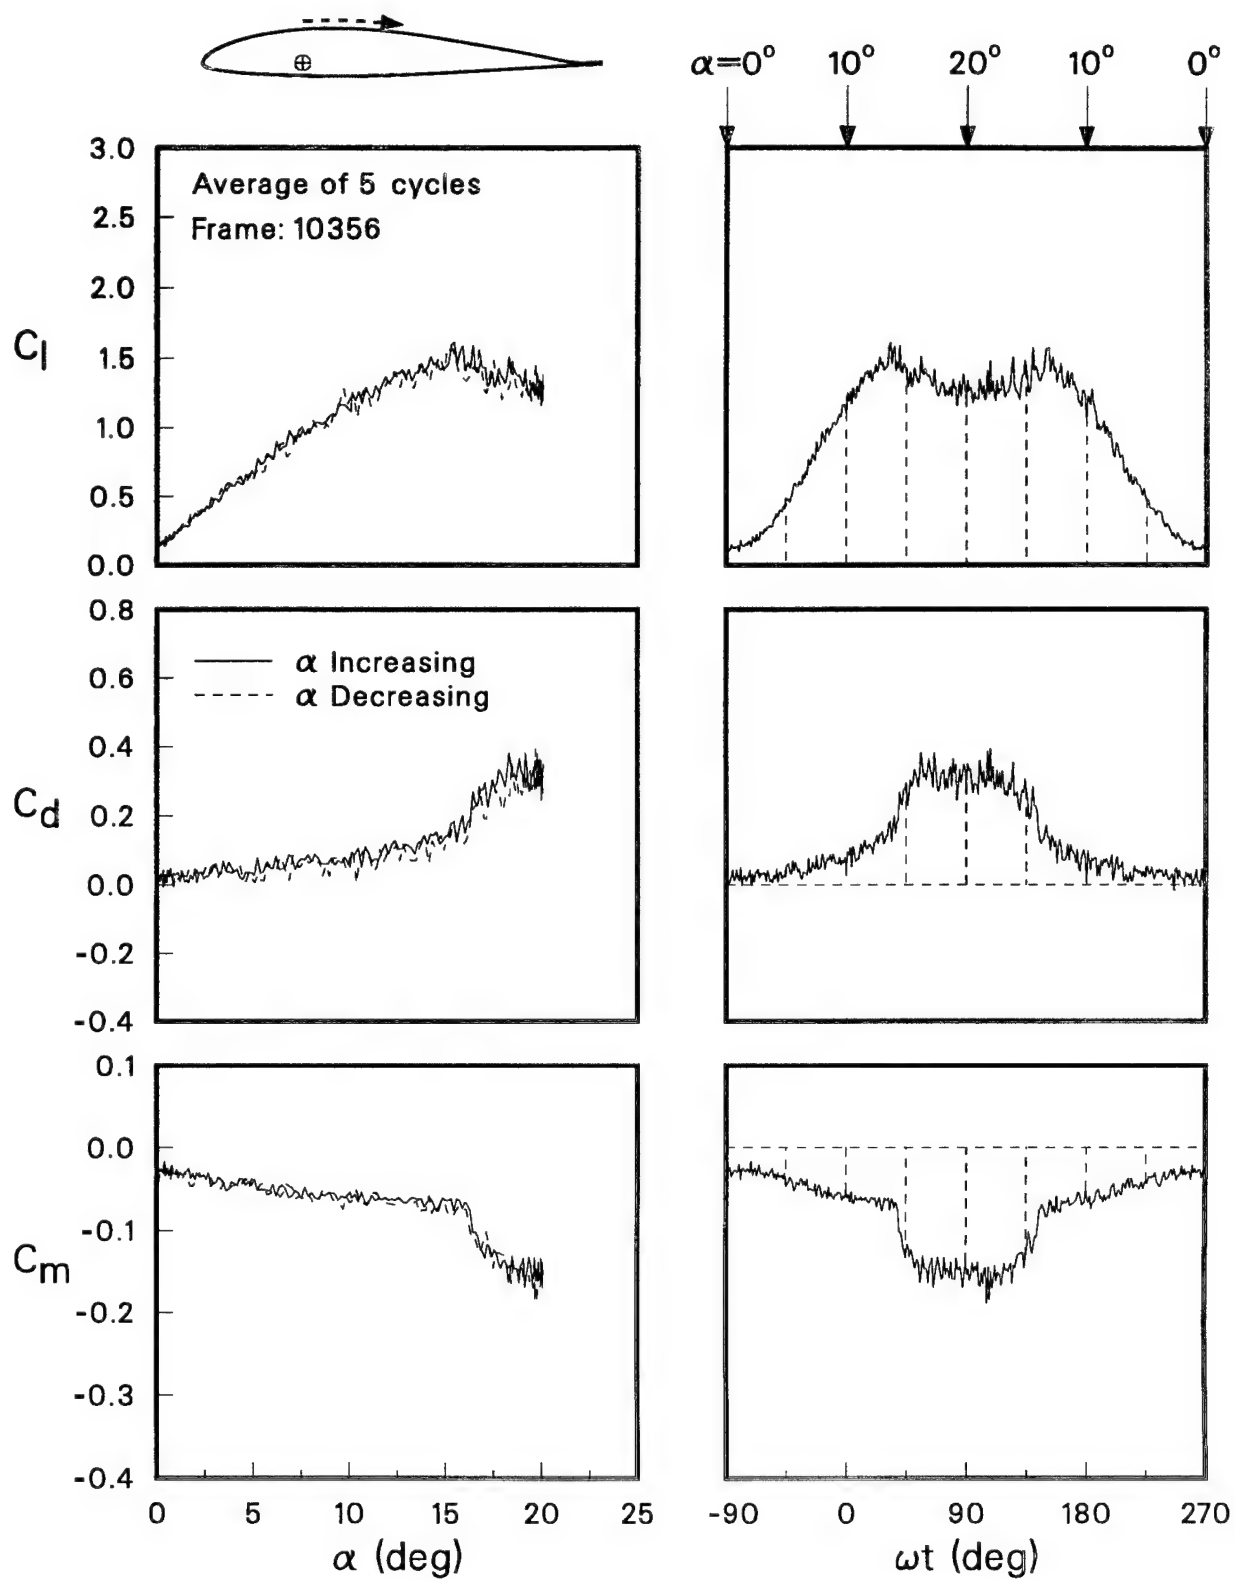 α=0° 10° 20° 10° 0°
3.0
Average of 5 cycles
2.5
Frame: 10356
2.0
Cl
1.5
1.0
0.5
0.0
0.8
α Increasing
0.6
α Decreasing
0.4
Cd
0.2
0.0
-0.2
-0.4
0.1
0.0
-0.1
Cm
-0.2
-0.3
-0.4
0 5 10 15 20 25
-90 0 90 180 270
α (deg)
ωt (deg)